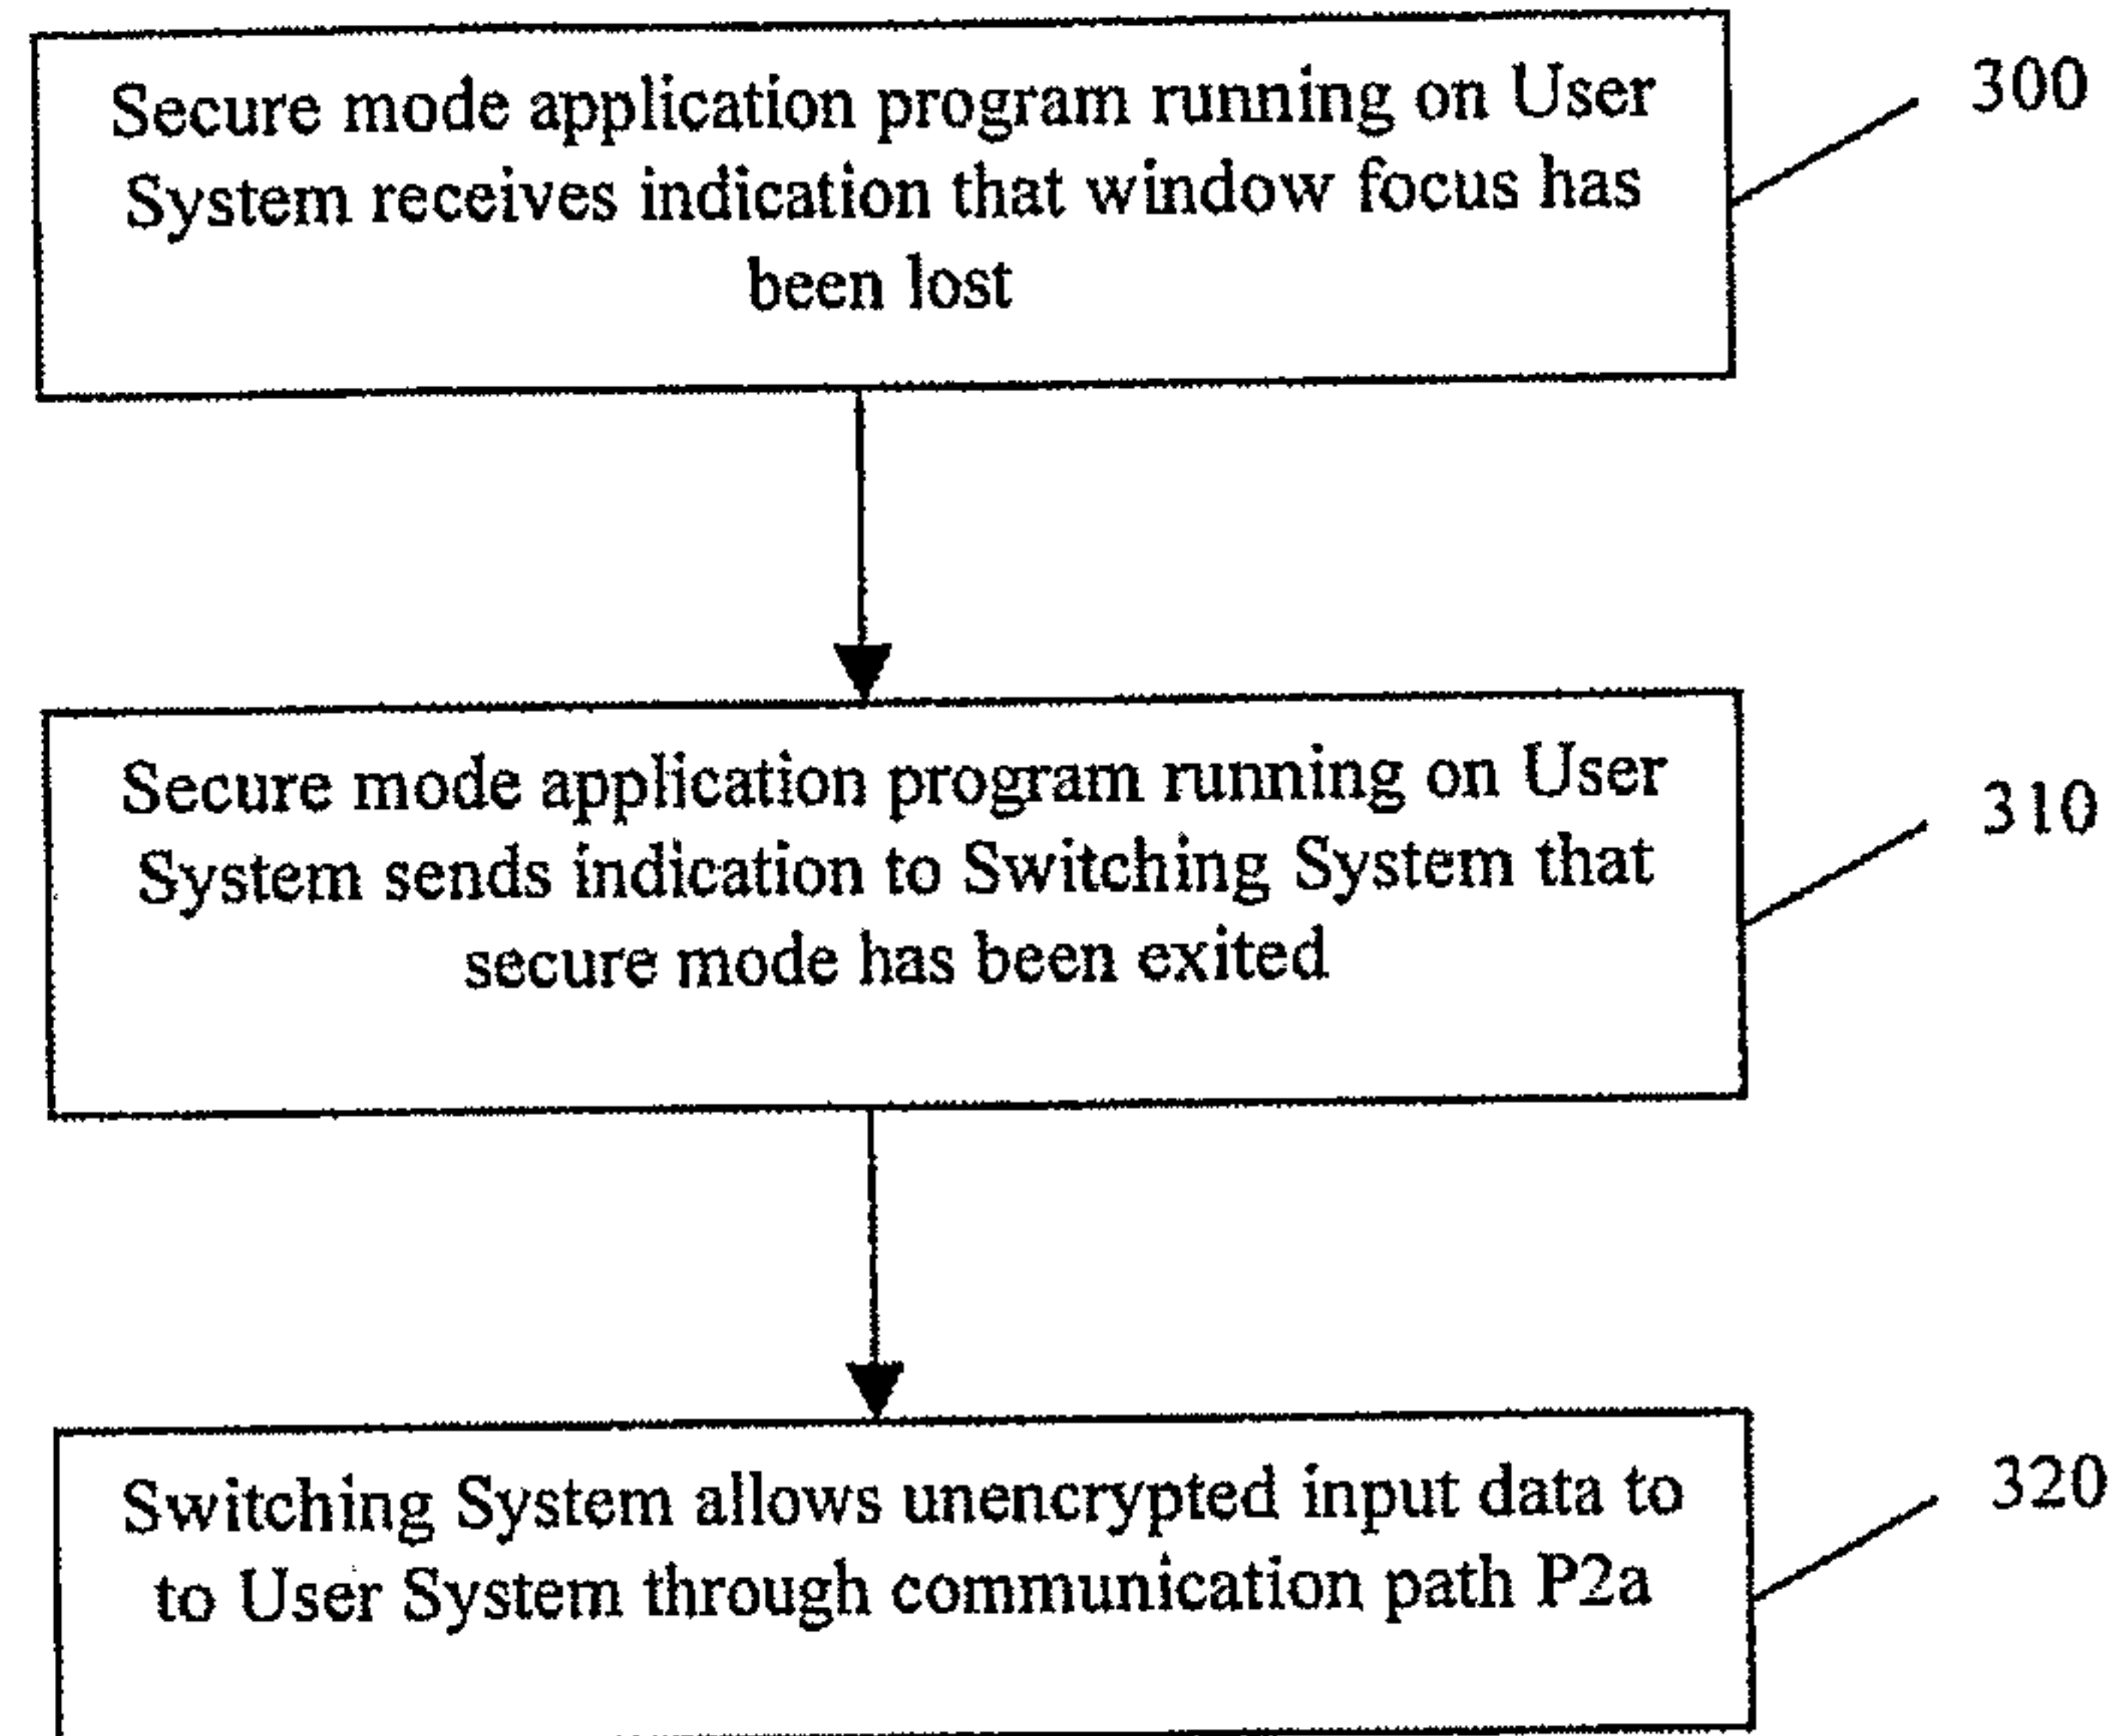 Secure mode application program running on User
System receives indication that window focus has
been lost
300
Secure mode application program running on User
System sends indication to Switching System that
secure mode has been exited
310
Switching System allows unencrypted input data to
to User System through communication path P2a
320